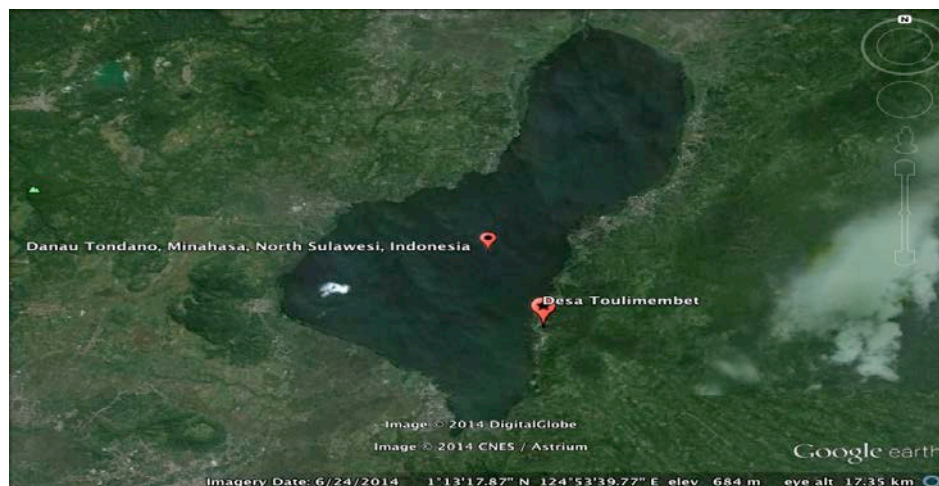 N
Danau Tondano, Minahasa, North Sulawesi, Indonesia
Desa Toulimembet
Image © 2014 DigitalGlobe
Image © 2014 CNES / Astrium
Google earth
Imagery Date: 6/24/2014 1°13'17.87" N 124°53'39.77" E elev 684 m eye alt 17.35 km